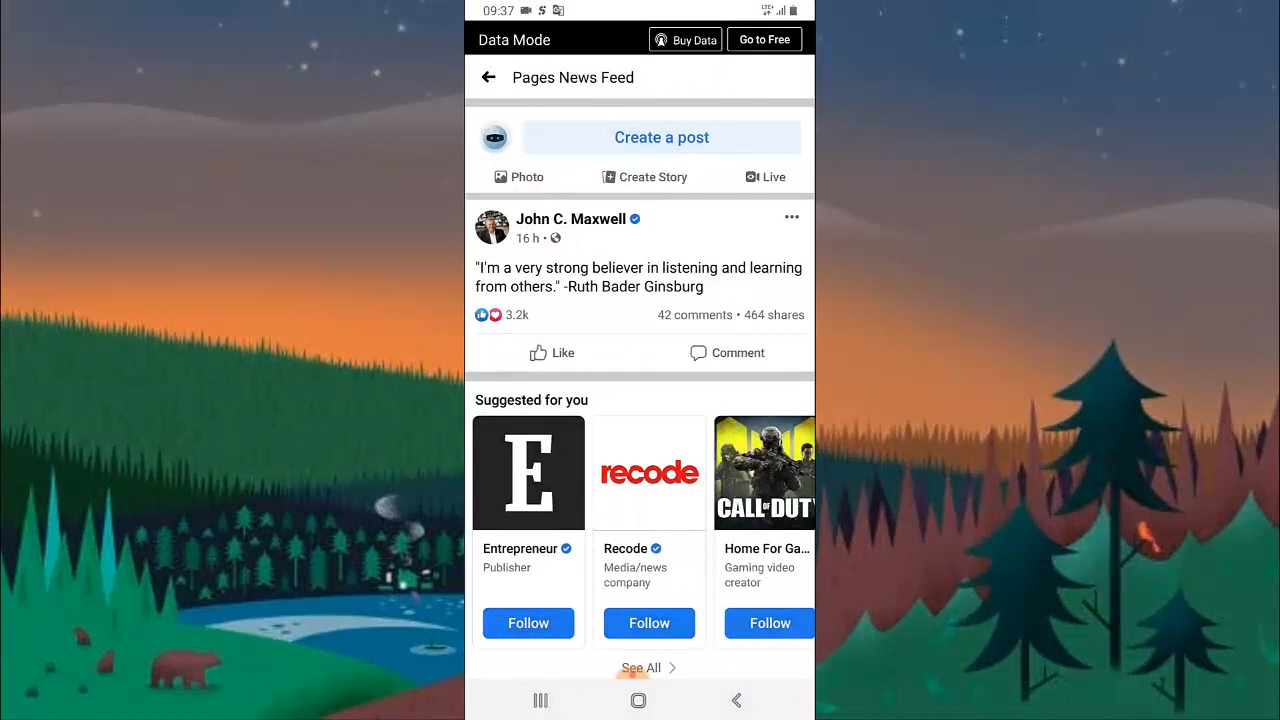 09:37
LTE+
Data Mode
Buy Data
Go to Free
Pages News Feed
Create a post
Photo
Create Story
Live
John C. Maxwell
16 h •
"I'm a very strong believer in listening and learning
from others." -Ruth Bader Ginsburg
3.2k
42 comments • 464 shares
Like
Comment
Suggested for you
E
recode
CALL OF DUTY
Entrepreneur
Publisher
Follow
Recode
Media/news
company
Follow
Home For Ga...
Gaming video
creator
Follow
See All